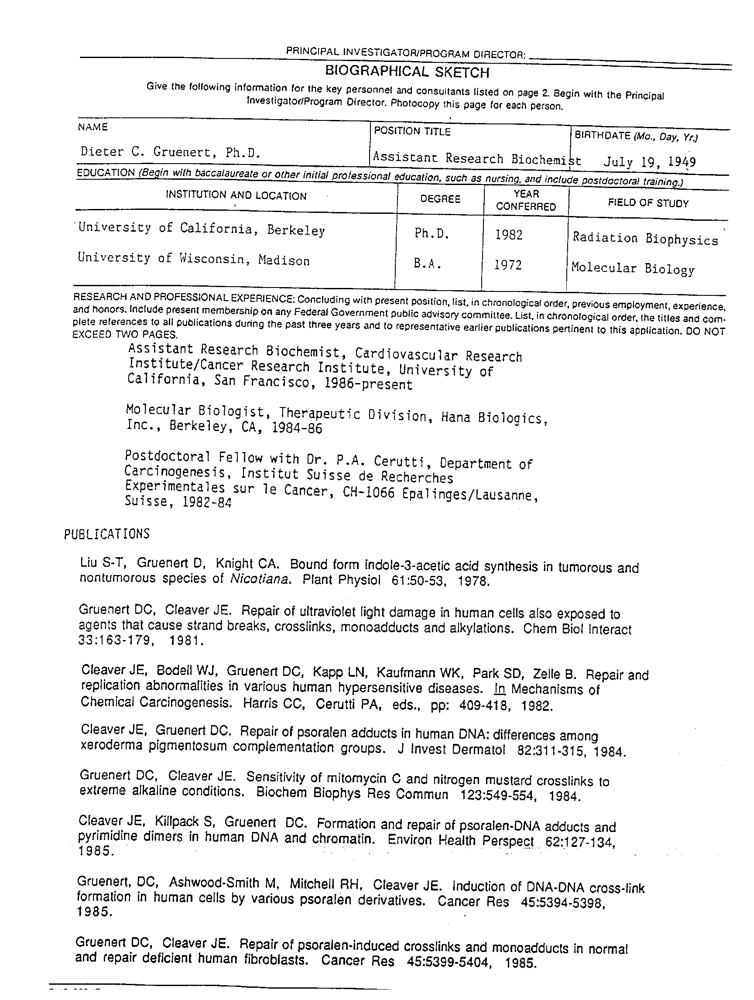 PRINCIPAL INVESTIGATOR/PROGRAM DIRECTOR:
BIOGRAPHICAL SKETCH
Give the following information for the key personnel and consultants listed on page 2. Begin with the Principal
Investigator/Program Director. Photocopy this page for each person.
NAME POSITION TITLE BIRTHDATE (Mo., Day, Yr.)
Dieter C. Gruenert, Ph.D. Assistant Research Biochemist July 19, 1949
EDUCATION (Begin with baccalaureate or other initial professional education, such as nursing, and include postdoctoral training.)
INSTITUTION AND LOCATION DEGREE YEAR CONFERRED FIELD OF STUDY
University of California, Berkeley Ph.D. 1982 Radiation Biophysics
University of Wisconsin, Madison B.A. 1972 Molecular Biology
RESEARCH AND PROFESSIONAL EXPERIENCE: Concluding with present position, list, in chronological order, previous employment, experience,
and honors. Include present membership on any Federal Government public advisory committee. List, in chronological order, the titles and com-
plete references to all publications during the past three years and to representative earlier publications pertinent to this application. DO NOT
EXCEED TWO PAGES.
Assistant Research Biochemist, Cardiovascular Research
Institute/Cancer Research Institute, University of
California, San Francisco, 1986-present
Molecular Biologist, Therapeutic Division, Hana Biologics,
Inc., Berkeley, CA, 1984-86
Postdoctoral Fellow with Dr. P.A. Cerutti, Department of
Carcinogenesis, Institut Suisse de Recherches
Experimentales sur le Cancer, CH-1066 Epalinges/Lausanne,
Suisse, 1982-84
PUBLICATIONS
Liu S-T, Gruenert D, Knight CA. Bound form indole-3-acetic acid synthesis in tumorous and
nontumorous species of Nicotiana. Plant Physiol 61:50-53, 1978.
Gruenert DC, Cleaver JE. Repair of ultraviolet light damage in human cells also exposed to
agents that cause strand breaks, crosslinks, monoadducts and alkylations. Chem Biol Interact
33:163-179, 1981.
Cleaver JE, Bodell WJ, Gruenert DC, Kapp LN, Kaufmann WK, Park SD, Zelle B. Repair and
replication abnormalities in various human hypersensitive diseases. In Mechanisms of
Chemical Carcinogenesis. Harris CC, Cerutti PA, eds., pp: 409-418, 1982.
Cleaver JE, Gruenert DC. Repair of psoralen adducts in human DNA: differences among
xeroderma pigmentosum complementation groups. J Invest Dermatol 82:311-315, 1984.
Gruenert DC, Cleaver JE. Sensitivity of mitomycin C and nitrogen mustard crosslinks to
extreme alkaline conditions. Biochem Biophys Res Commun 123:549-554, 1984.
Cleaver JE, Killpack S, Gruenert DC. Formation and repair of psoralen-DNA adducts and
pyrimidine dimers in human DNA and chromatin. Environ Health Perspect 62:127-134,
1985.
Gruenert, DC, Ashwood-Smith M, Mitchell RH, Cleaver JE. Induction of DNA-DNA cross-link
formation in human cells by various psoralen derivatives. Cancer Res 45:5394-5398,
1985.
Gruenert DC, Cleaver JE. Repair of psoralen-induced crosslinks and monoadducts in normal
and repair deficient human fibroblasts. Cancer Res 45:5399-5404, 1985.